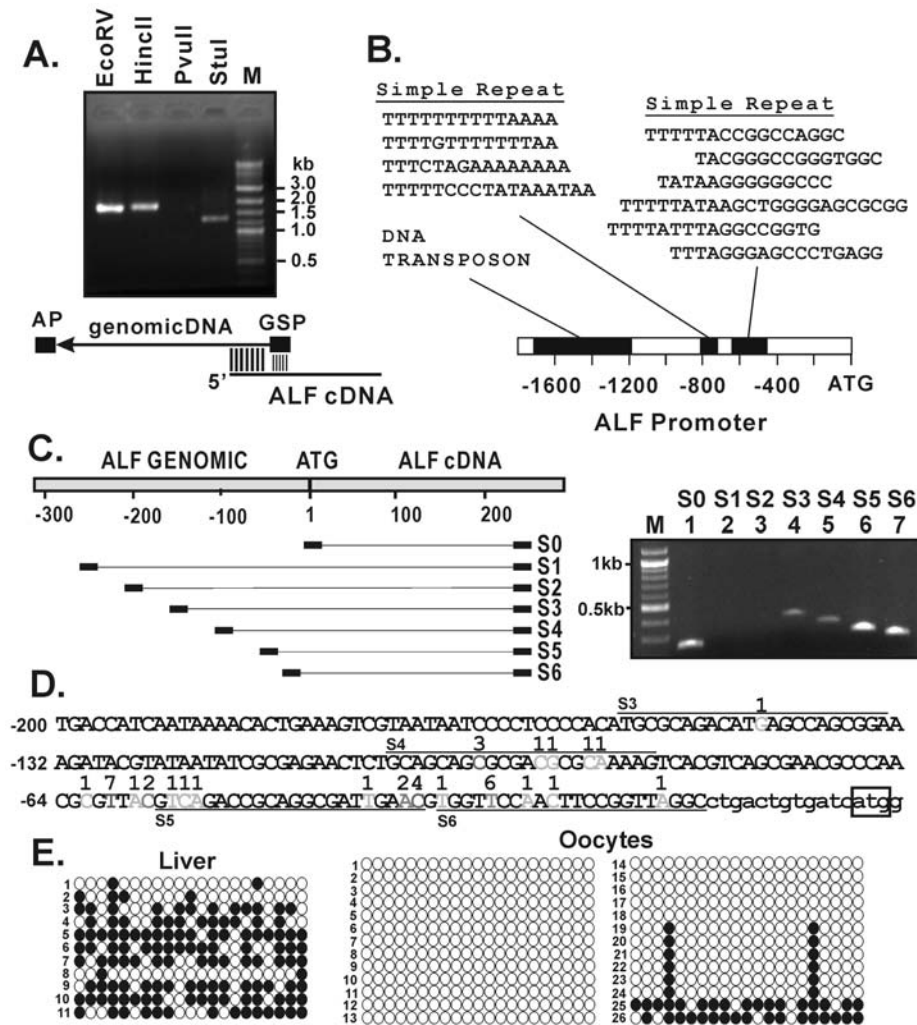 A.
EcoRV HincII PvuII StuI M
kb
3.0
2.0
1.5
1.0
0.5
AP genomicDNA GSP
5'
ALF cDNA
B.
Simple Repeat
TTTTTTTTTTTAAAA
TTTTGTTTTTTTAA
TTTCTAGAAAAAAAA
TTTTTCCCTATAAATAA
DNA
TRANSPOSON
Simple Repeat
TTTTTACCGGCCAGGC
TACGGGCCGGGTGGC
TATAAGGGGGGCCC
TTTTTATAAGCTGGGGAGCGCGG
TTTTATTTAGGCCGGTG
TTTAGGGAGCCCTGAGG
-1600 -1200 -800 -400 ATG
ALF Promoter
C.
ALF GENOMIC ATG ALF cDNA
-300 -200 -100 1 100 200
S0
S1
S2
S3
S4
S5
S6
S0 S1 S2 S3 S4 S5 S6
M 1 2 3 4 5 6 7
1kb
0.5kb
D.
S3 1
-200 TGACCATCAATAAAACACTGAAAGTCGTAATAATCCCCTCCCCACATGCGCAGACATGAGCCAGCGGAA
S4 3 11 11
-132 AGATACGTATAATATCGCGAGAACTCTGCAGCAGCGCGACGCGCAAAAGTCACGTCAGCGAACGCCCAA
1 7 12 111 1 24 1 6 1 1 1
-64 CGCGTTACGTCAGACCGCAGGCGATTGAACGTGGTTCCAACTTCCGGTTAGGCctgactgtgatcatgg
S5 S6
E.
Liver
1
2
3
4
5
6
7
8
9
10
11
Oocytes
1
2
3
4
5
6
7
8
9
10
11
12
13
14
15
16
17
18
19
20
21
22
23
24
25
26